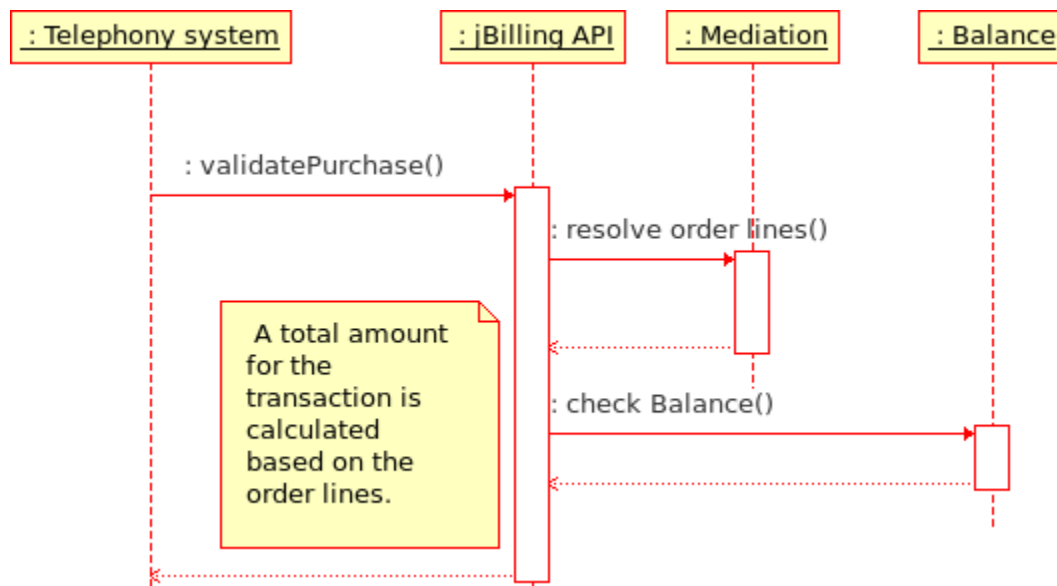 : Telephony system
: jBilling API
: Mediation
: Balance
: validatePurchase()
: resolve order lines()
A total amount
for the
transaction is
calculated
based on the
order lines.
: check Balance()